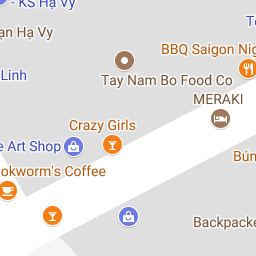 - KS Hạ Vy
ạn Hạ Vy
Linh
BBQ Saigon Nig
Tay Nam Bo Food Co
MERAKI
Crazy Girls
e Art Shop
Bún
okworm's Coffee
Backpacke